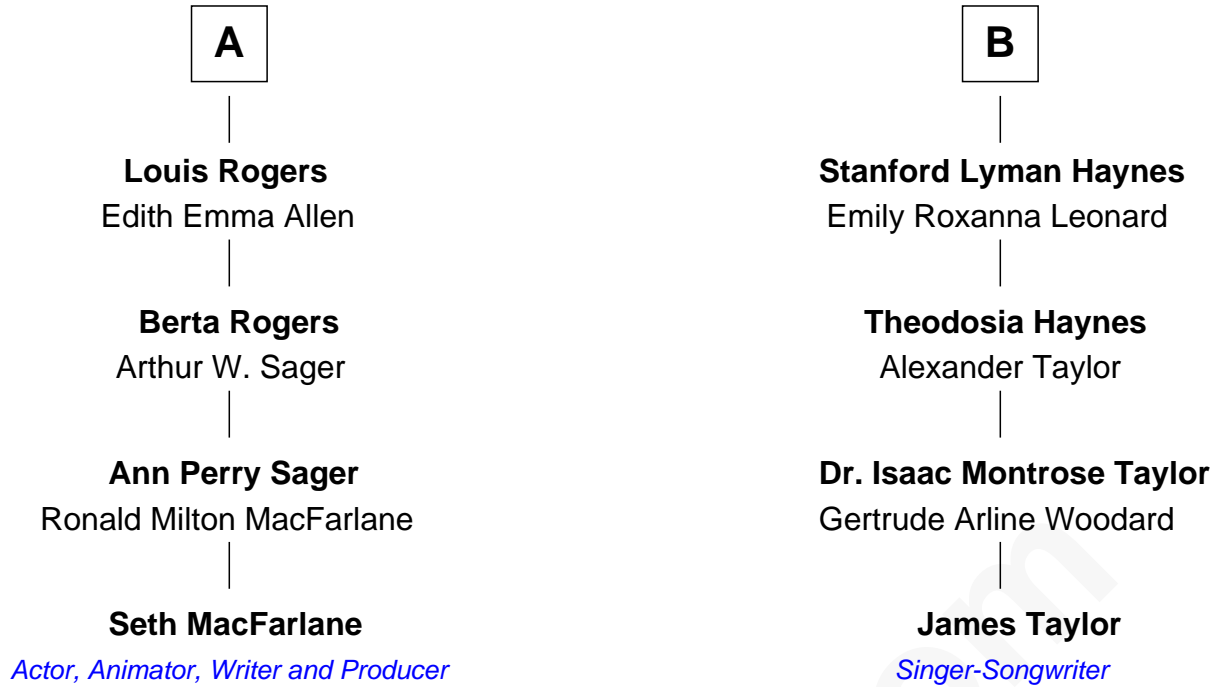 A
Louis Rogers
Edith Emma Allen
Berta Rogers
Arthur W. Sager
Ann Perry Sager
Ronald Milton MacFarlane
Seth MacFarlane
Actor, Animator, Writer and Producer
B
Stanford Lyman Haynes
Emily Roxanna Leonard
Theodosia Haynes
Alexander Taylor
Dr. Isaac Montrose Taylor
Gertrude Arline Woodard
James Taylor
Singer-Songwriter